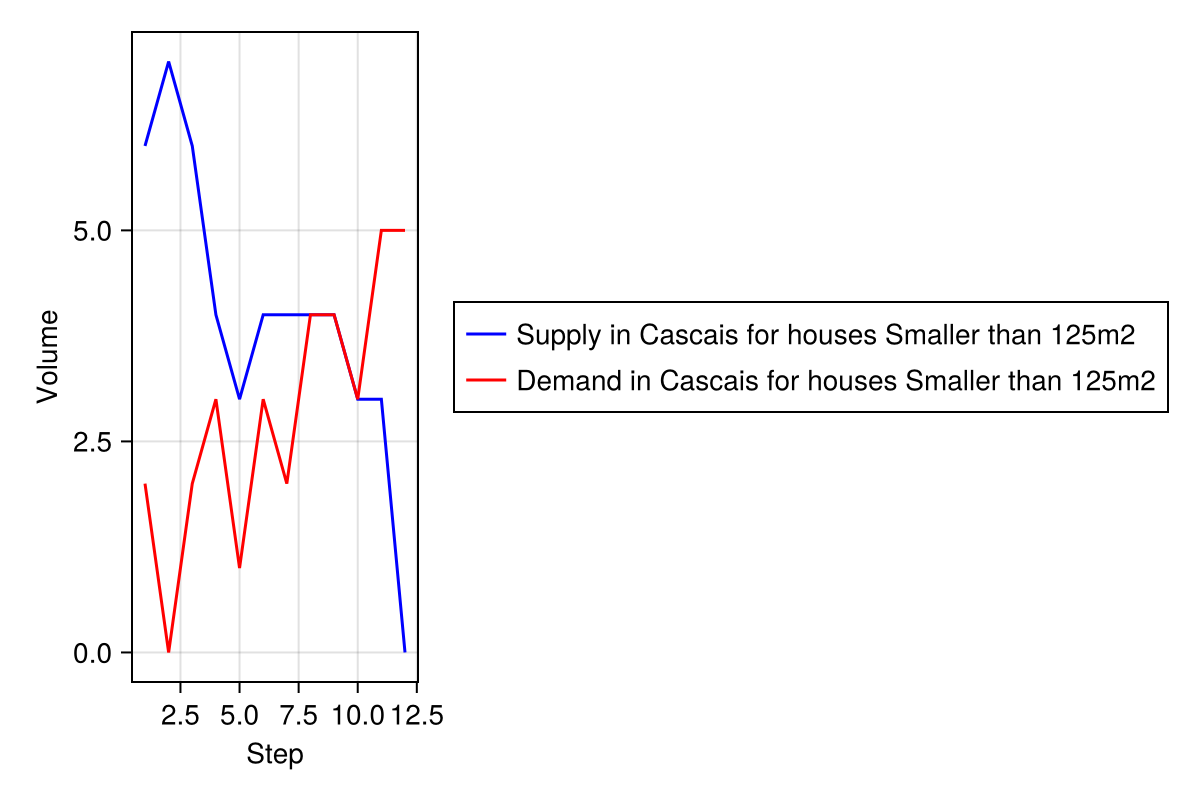 Volume
5.0
2.5
0.0
2.5 5.0 7.5 10.0 12.5
Step
Supply in Cascais for houses Smaller than 125m2
Demand in Cascais for houses Smaller than 125m2